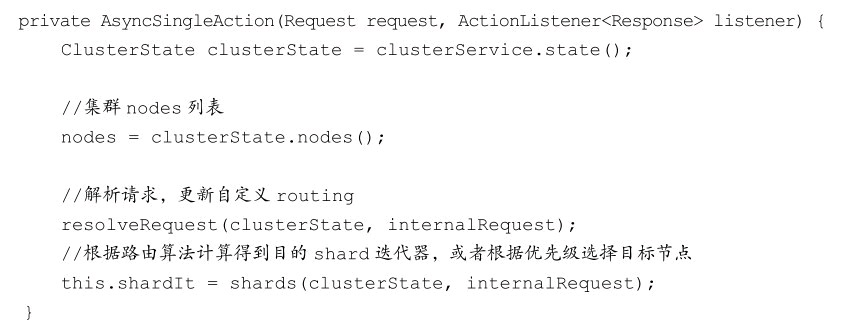 private AsyncSingleAction(Request request, ActionListener<Response> listener) {
    ClusterState clusterState = clusterService.state();
    //集群 nodes 列表
    nodes = clusterState.nodes();
    //解析请求，更新自定义 routing
    resolveRequest(clusterState, internalRequest);
    //根据路由算法计算得到目的 shard 迭代器，或者根据优先级选择目标节点
    this.shardIt = shards(clusterState, internalRequest);
}